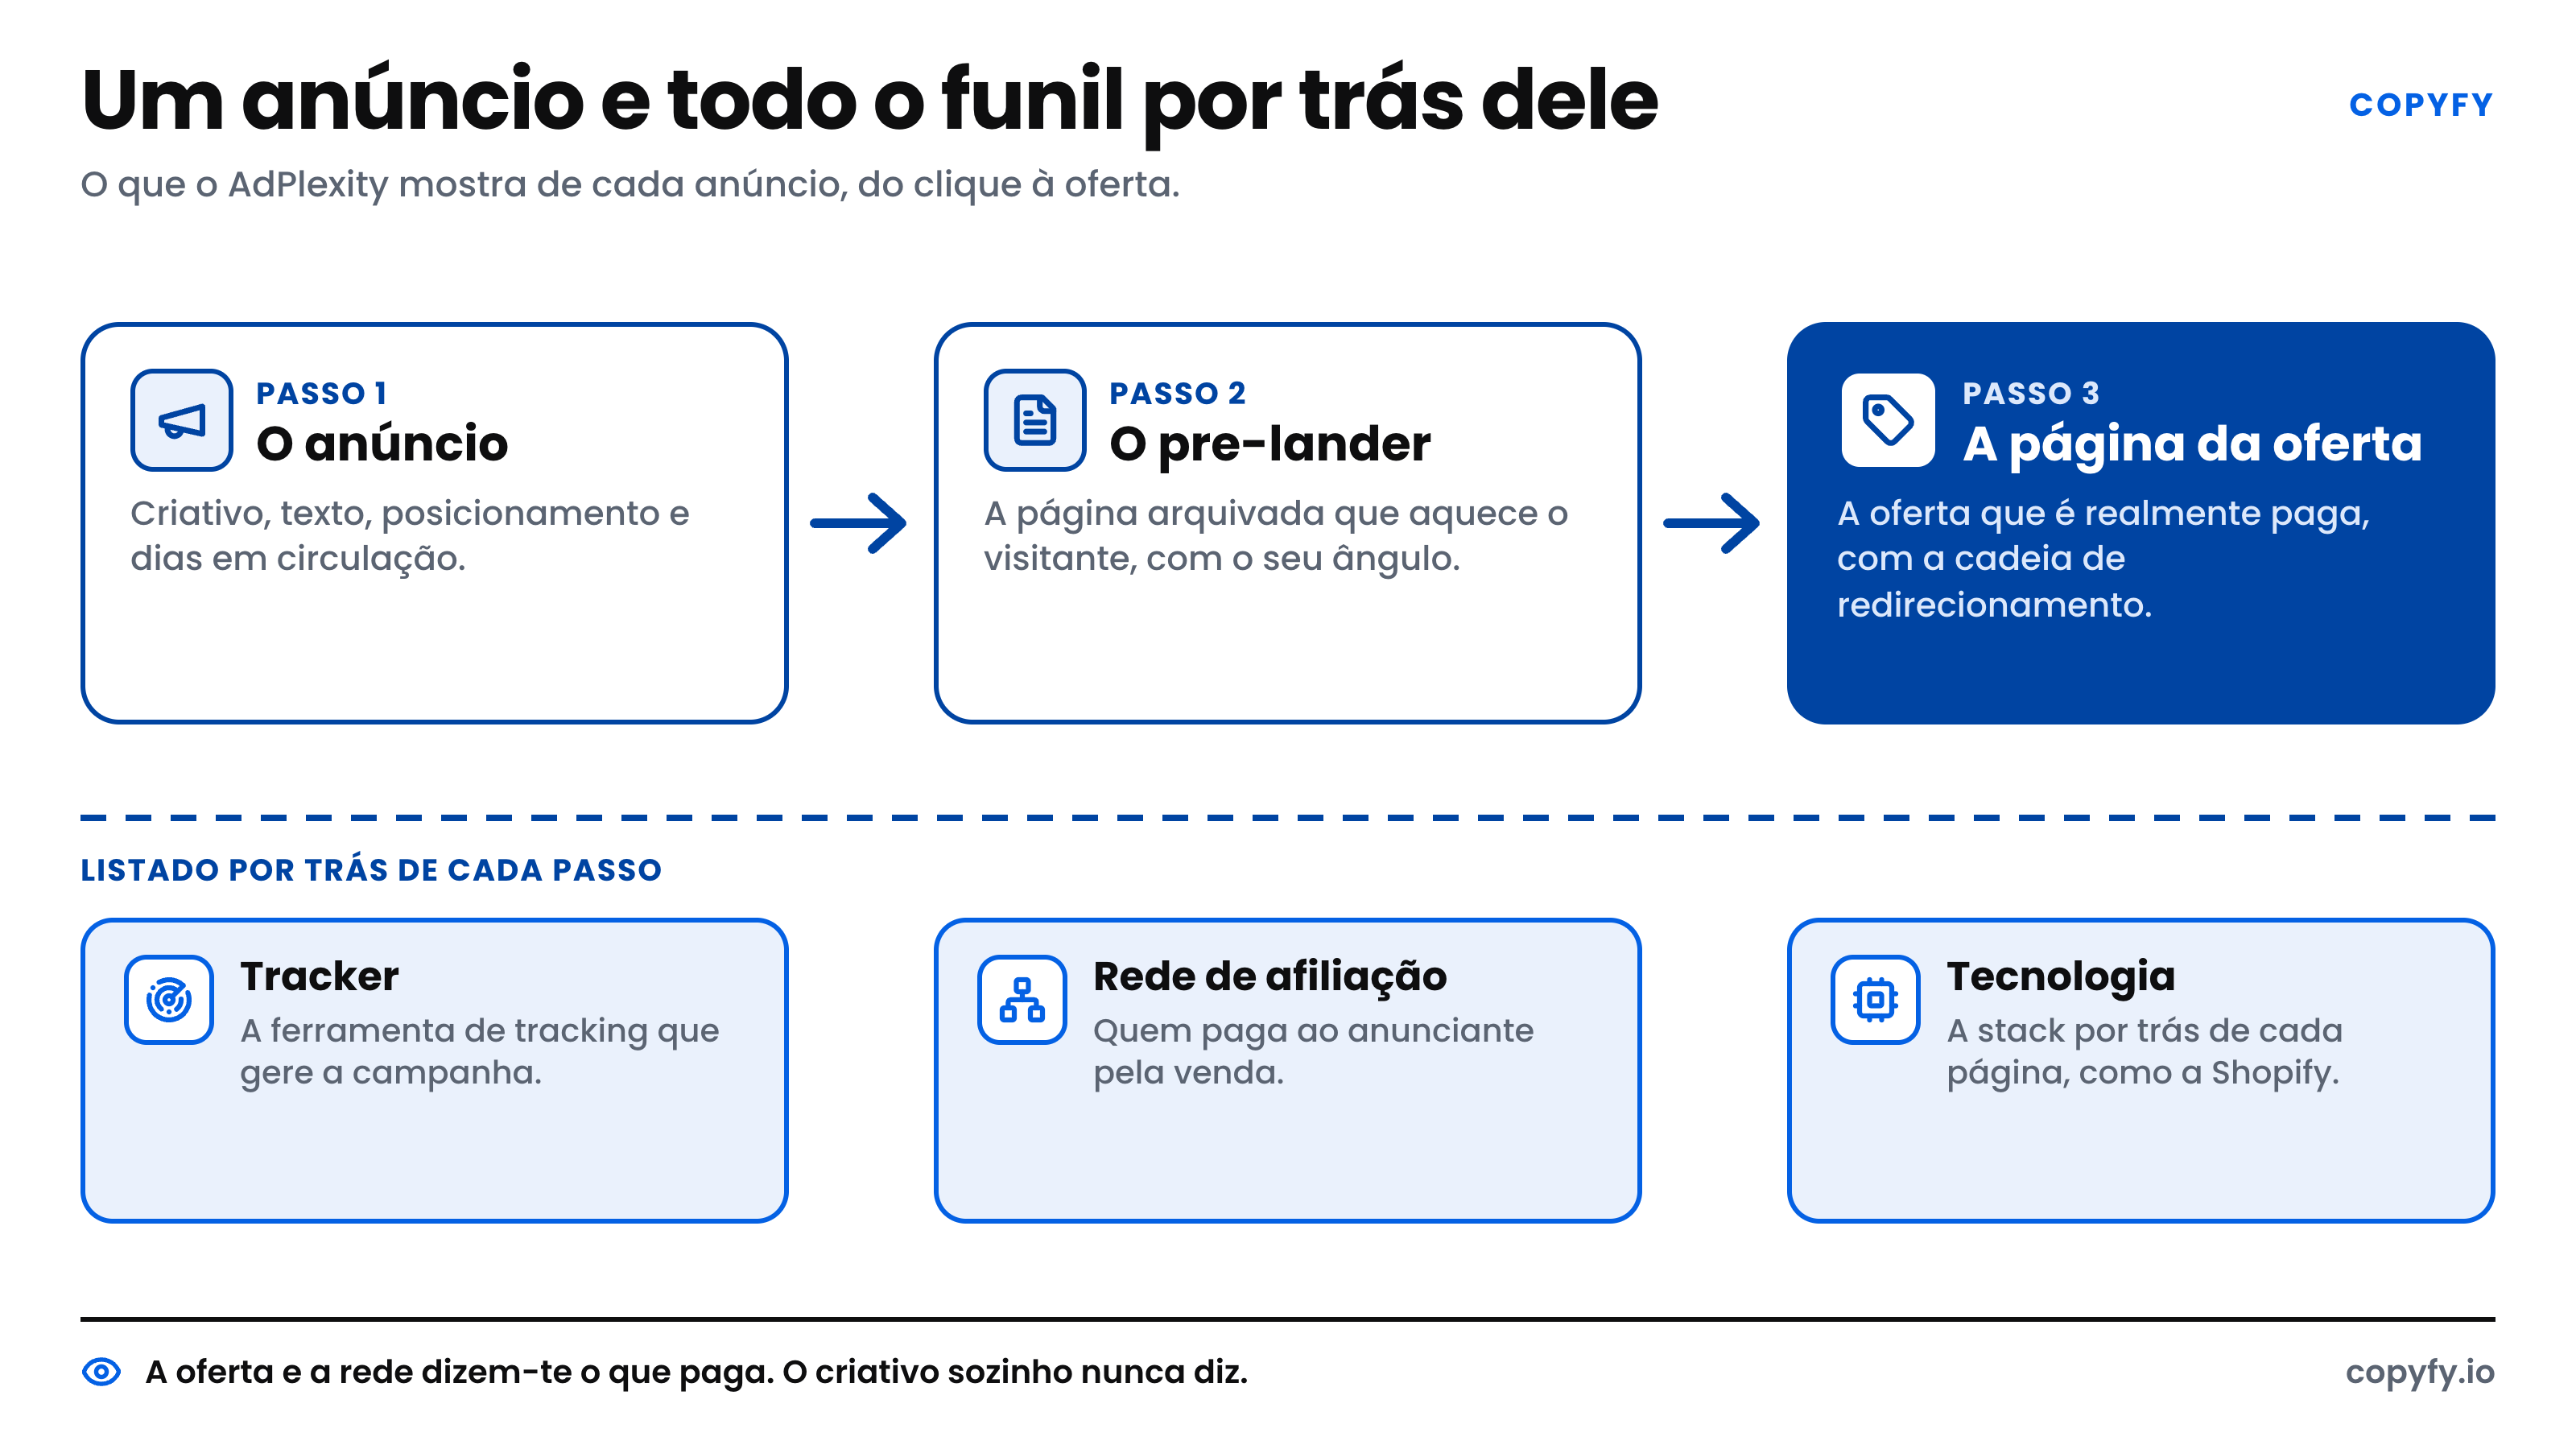 Um anúncio e todo o funil por trás dele
COPYFY
O que o AdPlexity mostra de cada anúncio, do clique à oferta.
PASSO 1
O anúncio
Criativo, texto, posicionamento e
dias em circulação.
PASSO 2
O pre-lander
A página arquivada que aquece o
visitante, com o seu ângulo.
PASSO 3
A página da oferta
A oferta que é realmente paga,
com a cadeia de
redirecionamento.
LISTADO POR TRÁS DE CADA PASSO
Tracker
A ferramenta de tracking que
gere a campanha.
Rede de afiliação
Quem paga ao anunciante
pela venda.
Tecnologia
A stack por trás de cada
página, como a Shopify.
A oferta e a rede dizem-te o que paga. O criativo sozinho nunca diz.
copyfy.io